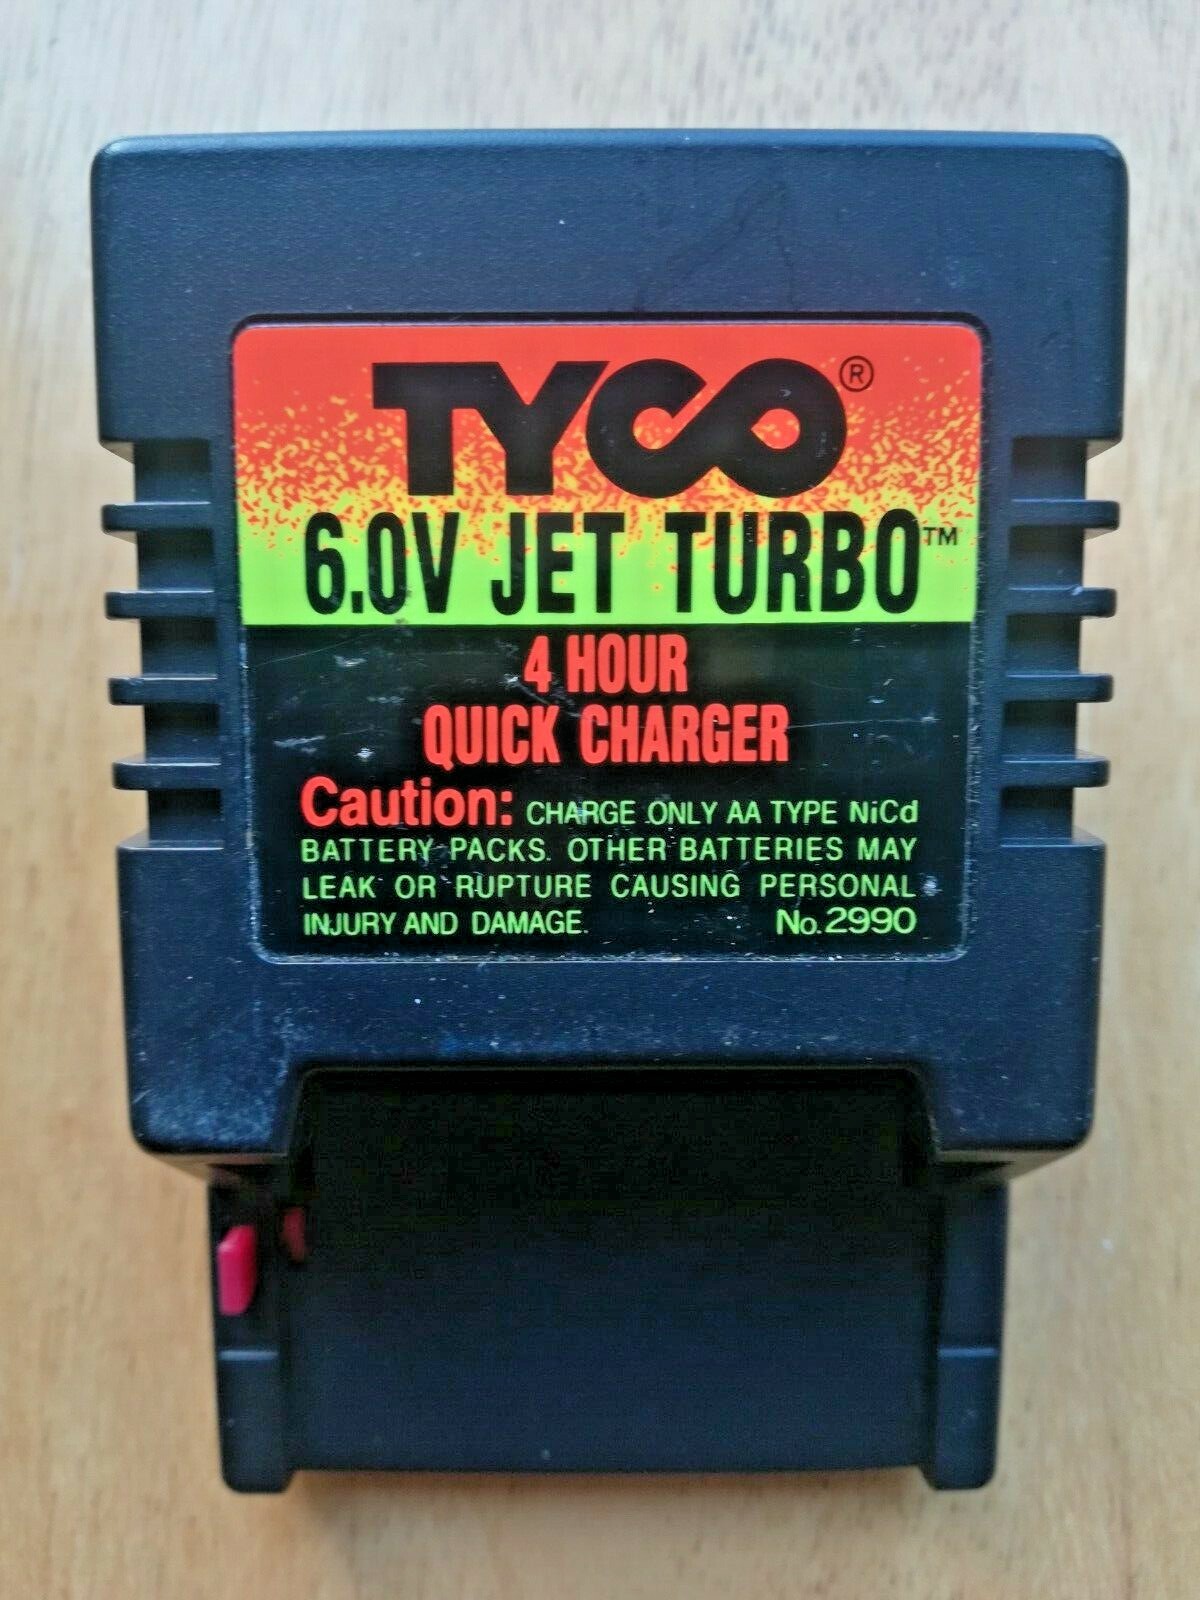 TYCO®
6.0V JET TURBO™
4 HOUR
QUICK CHARGER
Caution: CHARGE ONLY AA TYPE NiCd
BATTERY PACKS. OTHER BATTERIES MAY
LEAK OR RUPTURE CAUSING PERSONAL
INJURY AND DAMAGE. No.2990